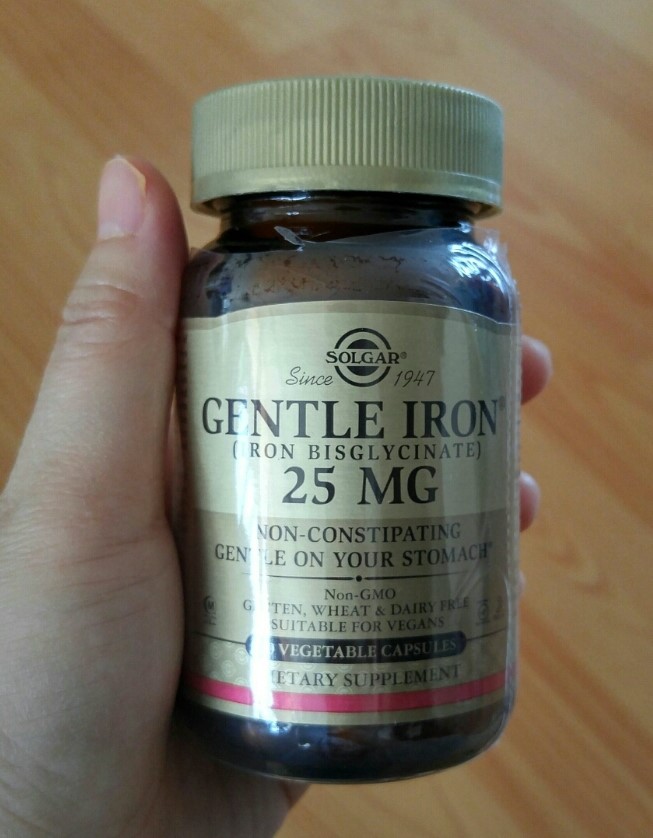 SOLGAR®
Since 1947
GENTLE IRON®
(IRON BISGLYCINATE)
25 MG
NON-CONSTIPATING
GENTLE ON YOUR STOMACH*
Non-GMO
GLUTEN, WHEAT & DAIRY FREE
SUITABLE FOR VEGANS
VEGETABLE CAPSULES
DIETARY SUPPLEMENT